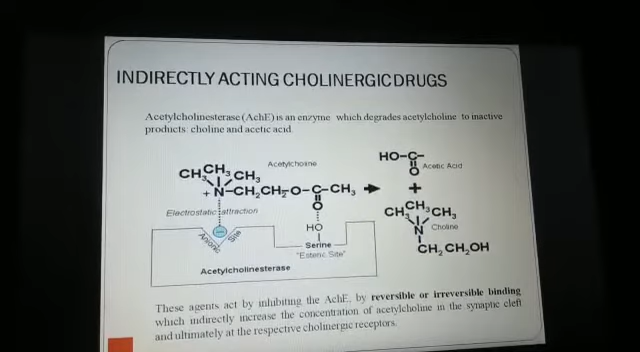 INDIRECTLY ACTING CHOLINERGIC DRUGS
Acetylcholinesterase (AchE) is an enzyme which degrades acetylcholine to inactive
products choline and acetic acid
Acetylcholine
CH₃ CH₃ CH₃
+ N-CH₂CH₂O-C-CH₃
O
HO-C-
O
Acetic Acid
+
CH₃ CH₃ CH₃
N
Choline
CH₂ CH₂OH
Electrostatic attraction
Anionic Site
HO
Serine
"Esteric Site"
Acetylcholinesterase
These agents act by inhibiting the AchE, by reversible or irreversible binding
which indirectly increase the concentration of acetylcholine in the synaptic cleft
and ultimately at the respective cholinergic receptors.